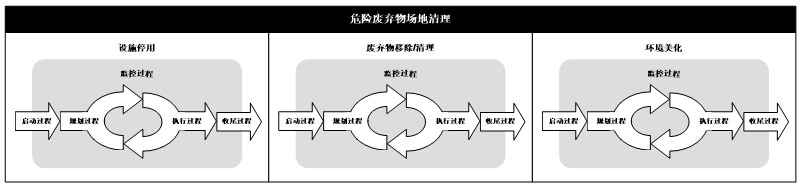 危险废弃物场地清理
设施停用
监控过程
启动过程
规划过程
执行过程
收尾过程
废弃物移除/清理
监控过程
启动过程
规划过程
执行过程
收尾过程
环境美化
监控过程
启动过程
规划过程
执行过程
收尾过程